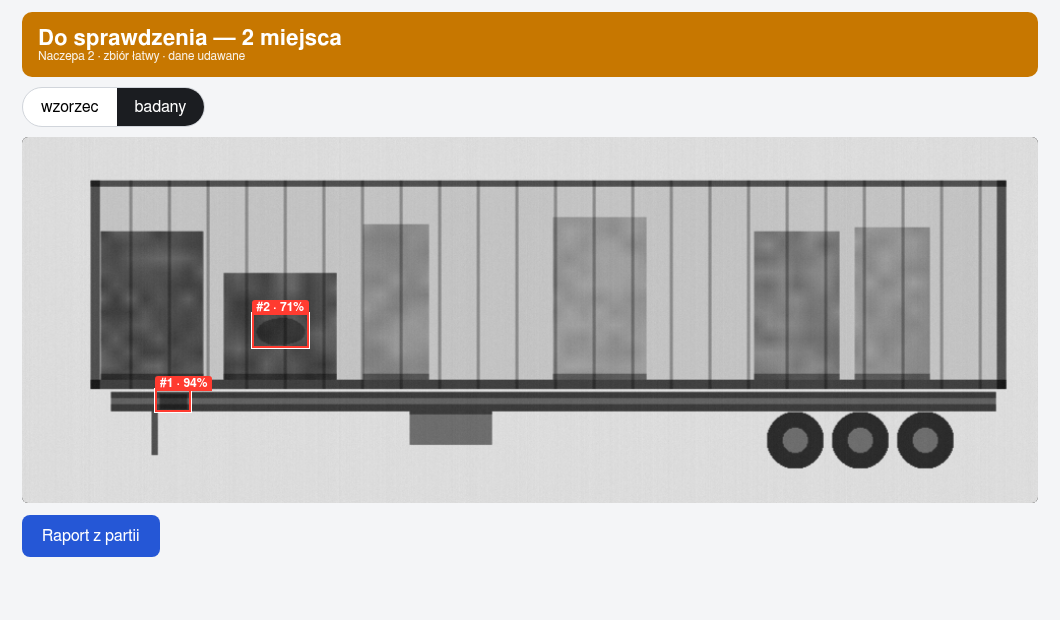 Do sprawdzenia — 2 miejsca
Naczepa 2 · zbiór łatwy · dane udawane
wzorzec badany
#2 · 71%
#1 · 94%
Raport z partii